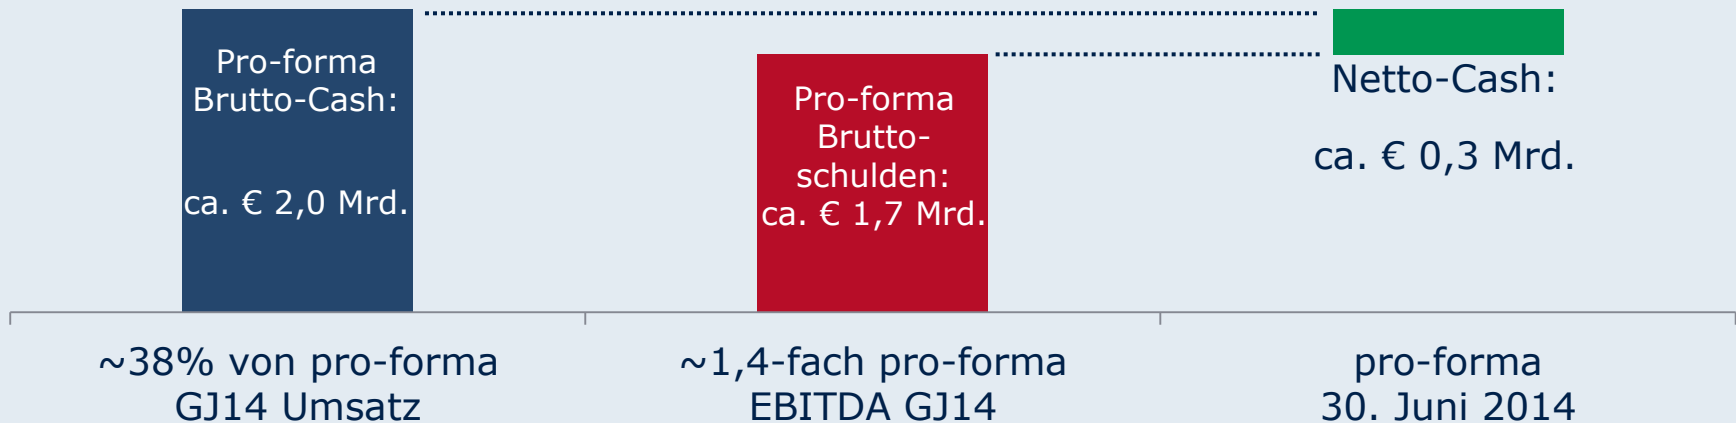 Pro-forma
Brutto-Cash:
ca. € 2,0 Mrd.
Pro-forma
Brutto-
schulden:
ca. € 1,7 Mrd.
Netto-Cash:
ca. € 0,3 Mrd.
~38% von pro-forma
GJ14 Umsatz
~1,4-fach pro-forma
EBITDA GJ14
pro-forma
30. Juni 2014